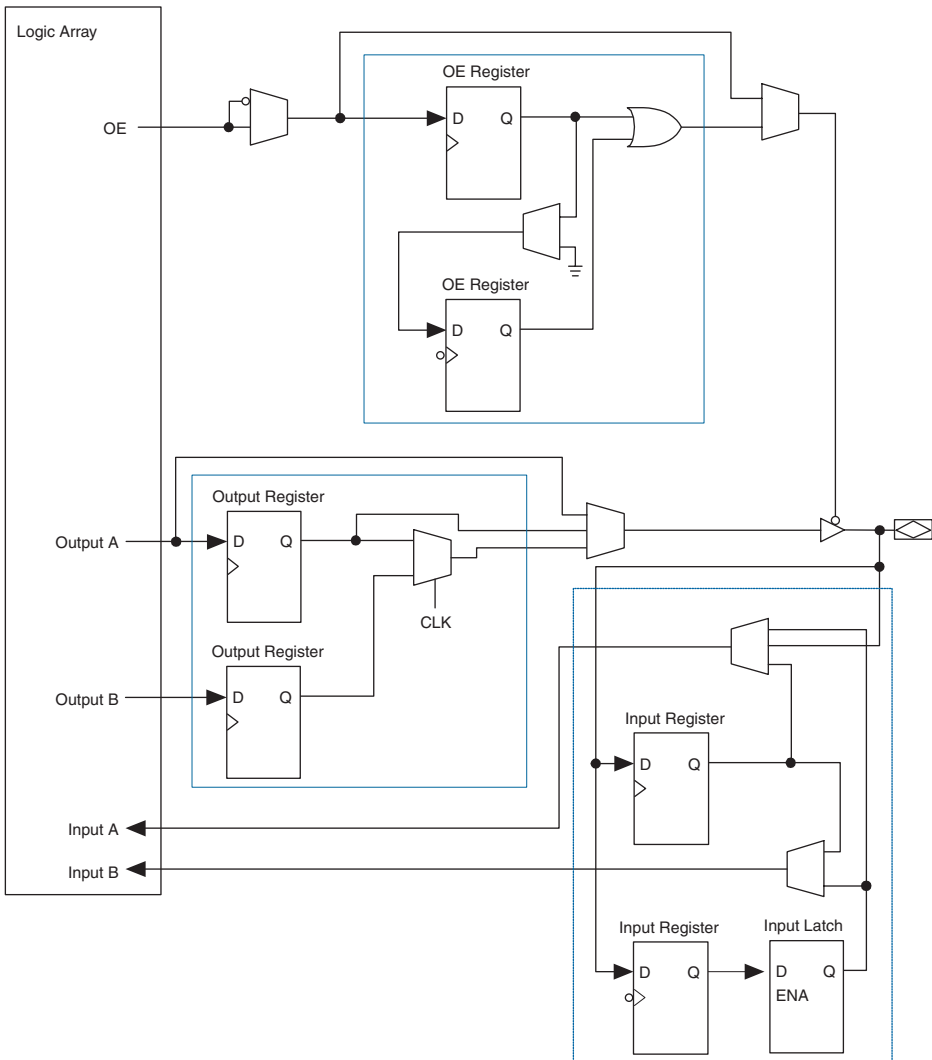 Logic Array
OE Register
OE
D Q
OE Register
D Q
Output Register
Output A
D Q
CLK
Output Register
Output B
D Q
Input Register
D Q
Input A
Input B
Input Register
Input Latch
D Q
D Q
ENA